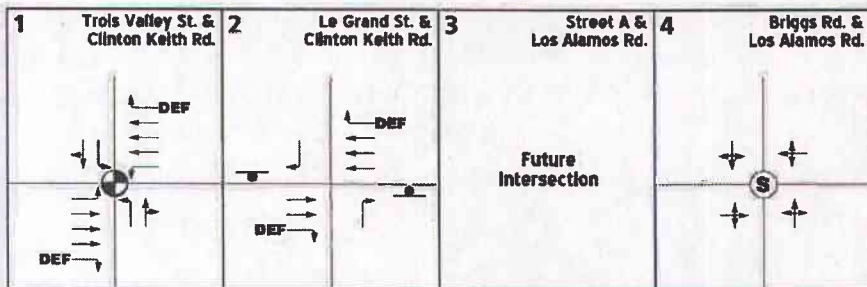 1
Trois Valley St. &
Clinton Keith Rd.
DEF
DEF
2
Le Grand St. &
Clinton Keith Rd.
DEF
DEF
3
Street A &
Los Alamos Rd.
Future
Intersection
4
Briggs Rd. &
Los Alamos Rd.
S